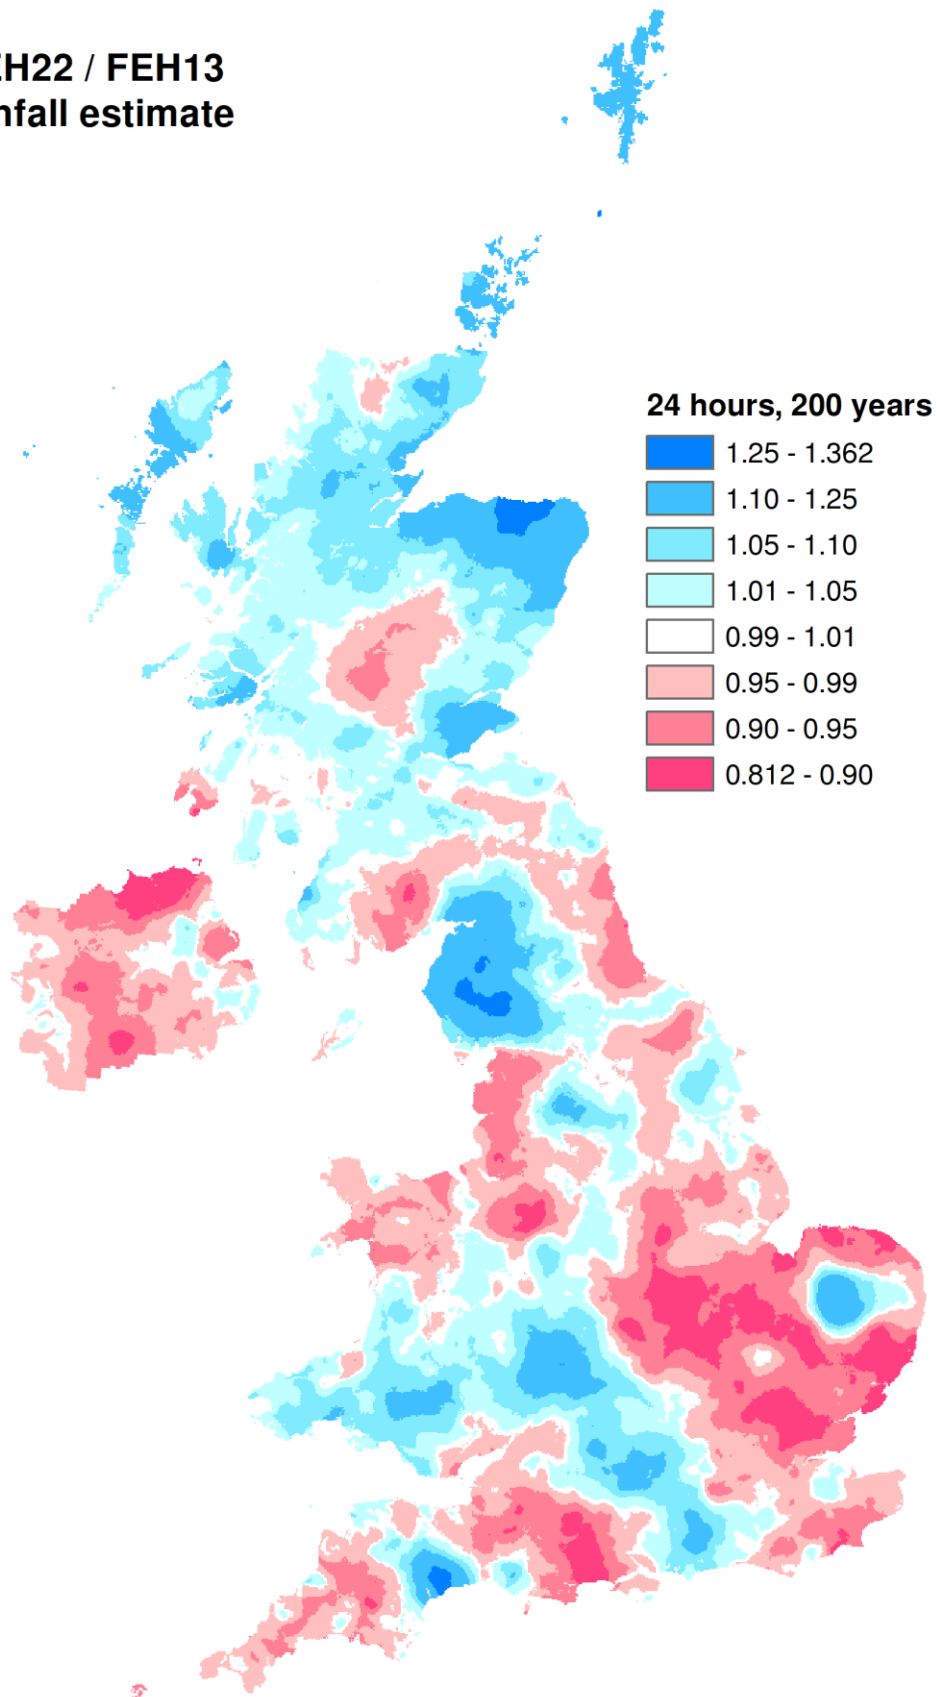 EH22 / FEH13
nfall estimate
24 hours, 200 years
1.25 - 1.362
1.10 - 1.25
1.05 - 1.10
1.01 - 1.05
0.99 - 1.01
0.95 - 0.99
0.90 - 0.95
0.812 - 0.90